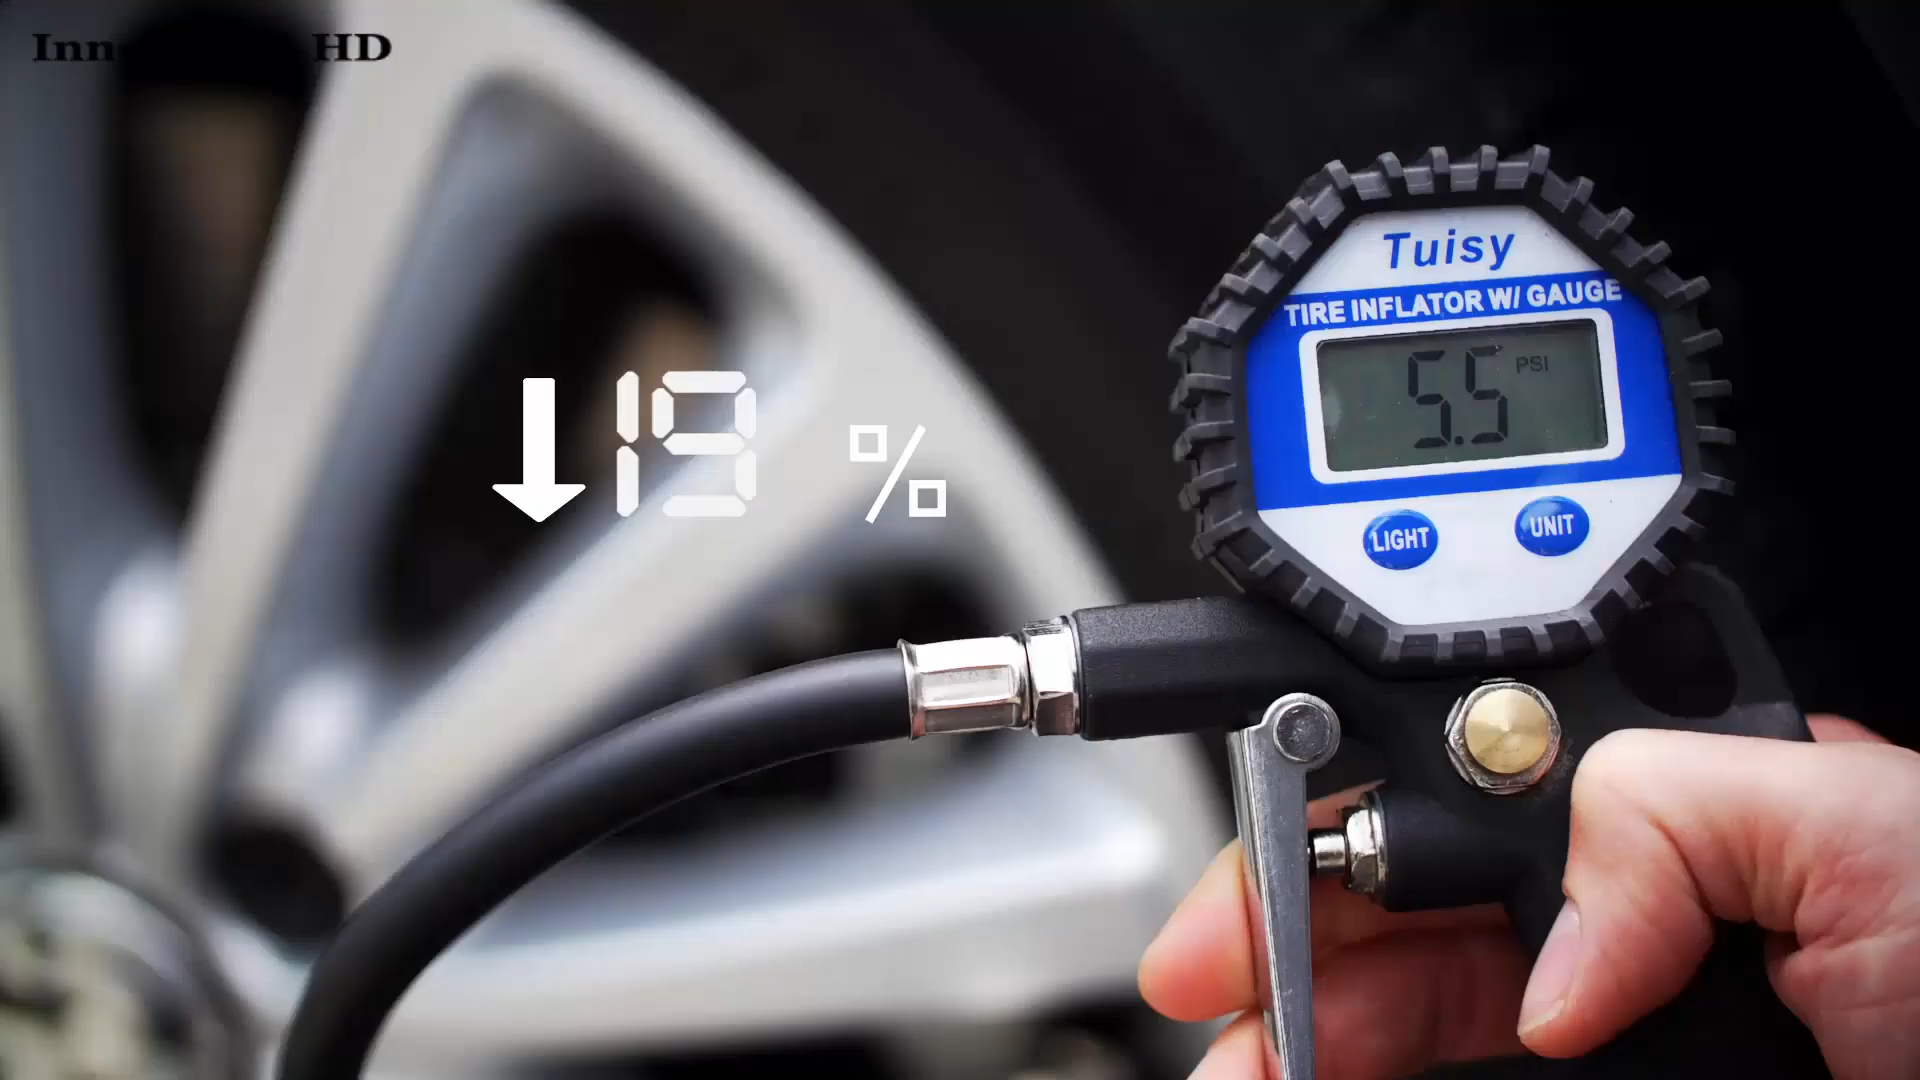 HD
Tuisy
TIRE INFLATOR W/ GAUGE
5.5 PSI
↓19 %
LIGHT
UNIT